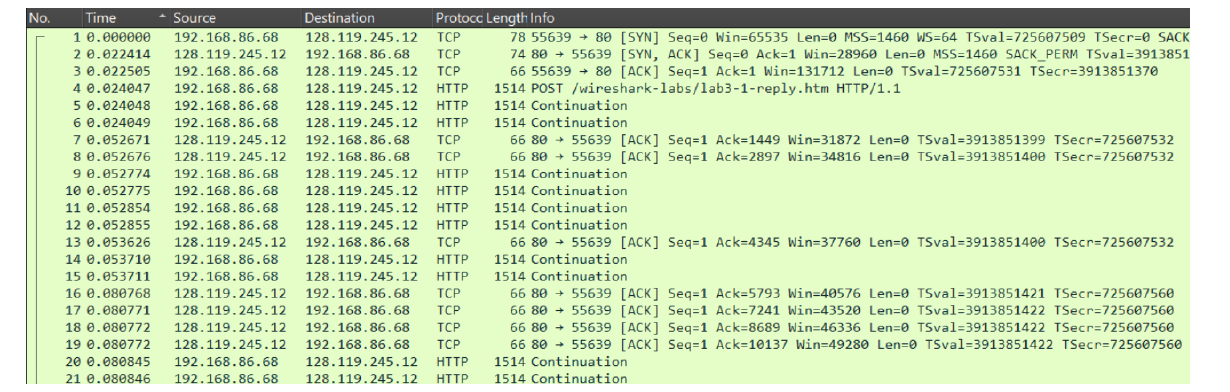 No. Time Source Destination Protocc Length Info
1 0.000000 192.168.86.68 128.119.245.12 TCP 78 55639 → 80 [SYN] Seq=0 Win=65535 Len=0 MSS=1460 WS=64 TSval=725607509 TSecr=0 SACK
2 0.022414 128.119.245.12 192.168.86.68 TCP 74 80 → 55639 [SYN, ACK] Seq=0 Ack=1 Win=28960 Len=0 MSS=1460 SACK_PERM TSval=3913851
3 0.022505 192.168.86.68 128.119.245.12 TCP 66 55639 → 80 [ACK] Seq=1 Ack=1 Win=131712 Len=0 TSval=725607531 TSecr=3913851370
4 0.024047 192.168.86.68 128.119.245.12 HTTP 1514 POST /wireshark-labs/lab3-1-reply.htm HTTP/1.1
5 0.024048 192.168.86.68 128.119.245.12 HTTP 1514 Continuation
6 0.024049 192.168.86.68 128.119.245.12 HTTP 1514 Continuation
7 0.052671 128.119.245.12 192.168.86.68 TCP 66 80 → 55639 [ACK] Seq=1 Ack=1449 Win=31872 Len=0 TSval=3913851399 TSecr=725607532
8 0.052676 128.119.245.12 192.168.86.68 TCP 66 80 → 55639 [ACK] Seq=1 Ack=2897 Win=34816 Len=0 TSval=3913851400 TSecr=725607532
9 0.052774 192.168.86.68 128.119.245.12 HTTP 1514 Continuation
10 0.052775 192.168.86.68 128.119.245.12 HTTP 1514 Continuation
11 0.052854 192.168.86.68 128.119.245.12 HTTP 1514 Continuation
12 0.052855 192.168.86.68 128.119.245.12 HTTP 1514 Continuation
13 0.053626 128.119.245.12 192.168.86.68 TCP 66 80 → 55639 [ACK] Seq=1 Ack=4345 Win=37760 Len=0 TSval=3913851400 TSecr=725607532
14 0.053710 192.168.86.68 128.119.245.12 HTTP 1514 Continuation
15 0.053711 192.168.86.68 128.119.245.12 HTTP 1514 Continuation
16 0.080768 128.119.245.12 192.168.86.68 TCP 66 80 → 55639 [ACK] Seq=1 Ack=5793 Win=40576 Len=0 TSval=3913851421 TSecr=725607560
17 0.080771 128.119.245.12 192.168.86.68 TCP 66 80 → 55639 [ACK] Seq=1 Ack=7241 Win=43520 Len=0 TSval=3913851422 TSecr=725607560
18 0.080772 128.119.245.12 192.168.86.68 TCP 66 80 → 55639 [ACK] Seq=1 Ack=8689 Win=46336 Len=0 TSval=3913851422 TSecr=725607560
19 0.080772 128.119.245.12 192.168.86.68 TCP 66 80 → 55639 [ACK] Seq=1 Ack=10137 Win=49280 Len=0 TSval=3913851422 TSecr=725607560
20 0.080845 192.168.86.68 128.119.245.12 HTTP 1514 Continuation
21 0.080846 192.168.86.68 128.119.245.12 HTTP 1514 Continuation